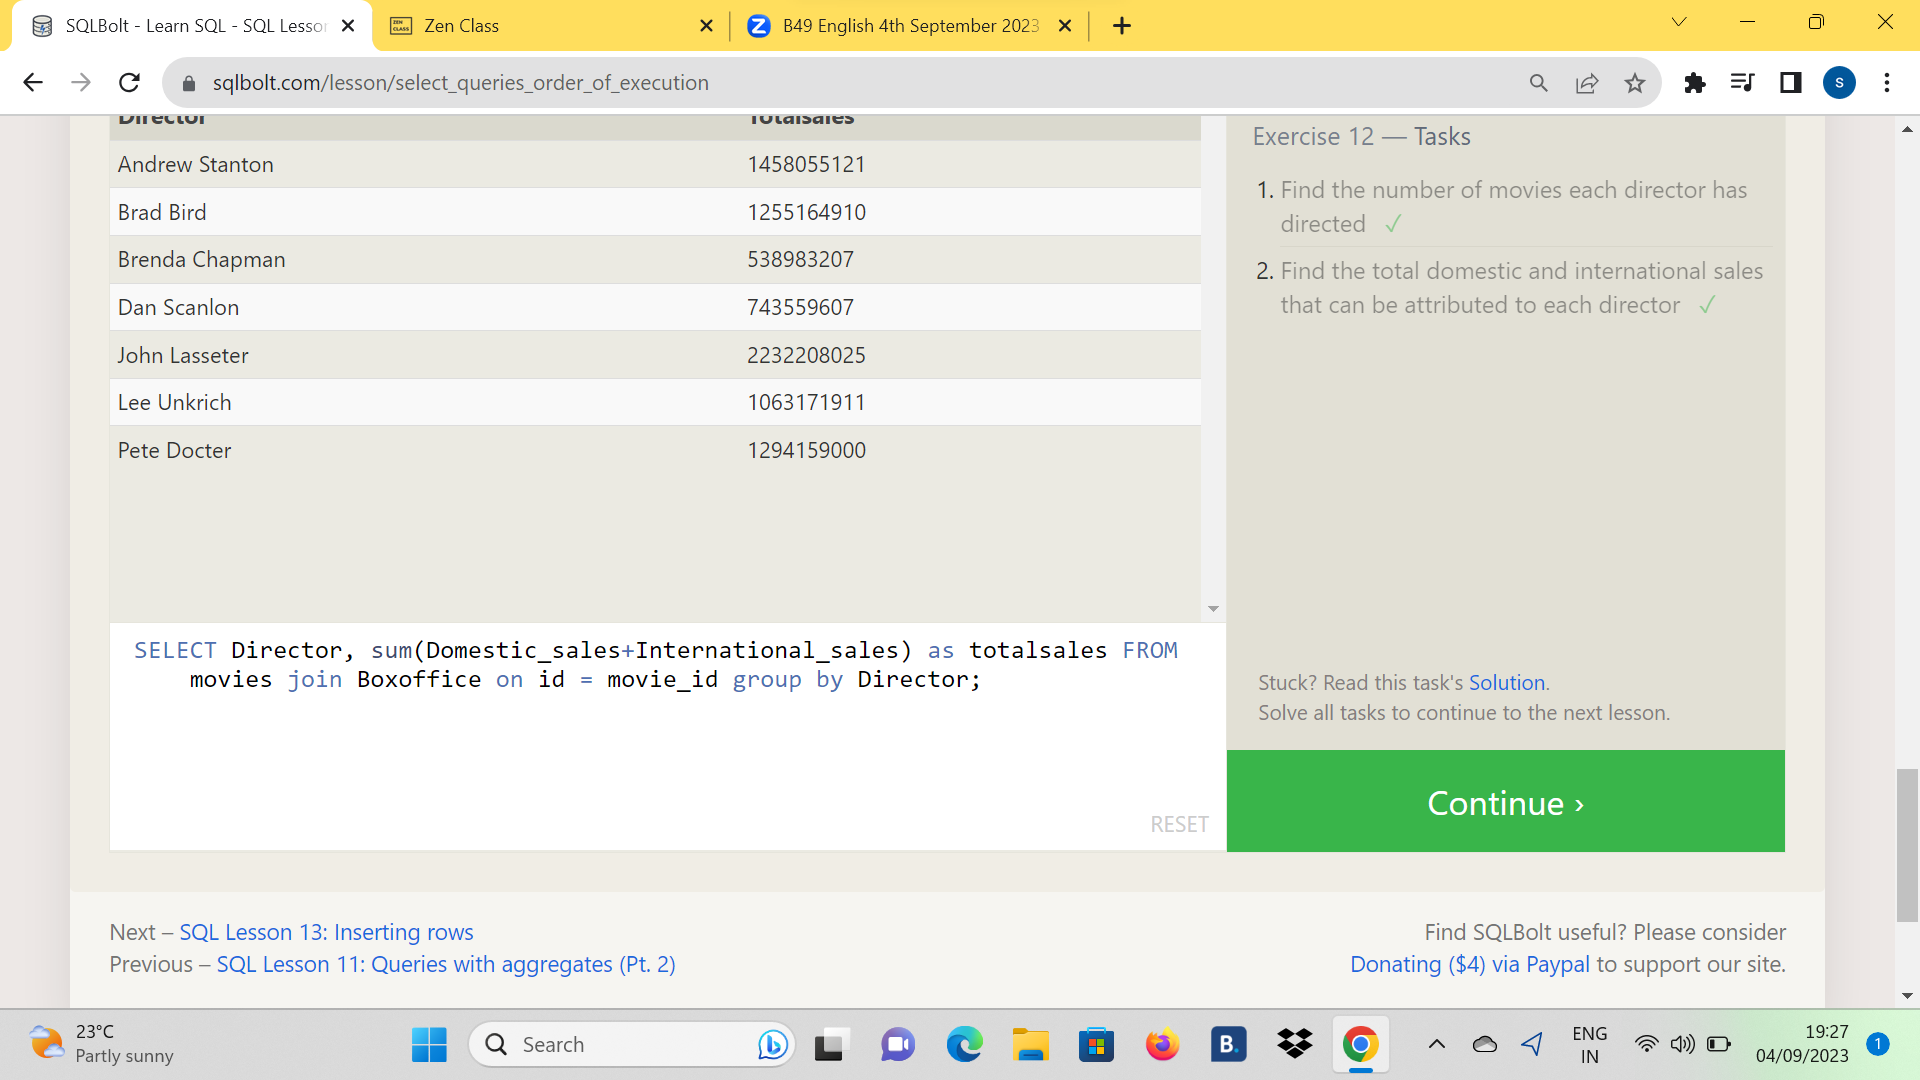 SQLBolt - Learn SQL - SQL Lesson
Zen Class
B49 English 4th September 2023
sqlbolt.com/lesson/select_queries_order_of_execution
S
Director Totalsales
Andrew Stanton 1458055121
Brad Bird 1255164910
Brenda Chapman 538983207
Dan Scanlon 743559607
John Lasseter 2232208025
Lee Unkrich 1063171911
Pete Docter 1294159000
SELECT Director, sum(Domestic_sales+International_sales) as totalsales FROM
movies join Boxoffice on id = movie_id group by Director;
RESET
Exercise 12 — Tasks
1. Find the number of movies each director has
directed ✓
2. Find the total domestic and international sales
that can be attributed to each director ✓
Stuck? Read this task's Solution.
Solve all tasks to continue to the next lesson.
Continue ›
Next – SQL Lesson 13: Inserting rows
Previous – SQL Lesson 11: Queries with aggregates (Pt. 2)
Find SQLBolt useful? Please consider
Donating ($4) via Paypal to support our site.
23°C
Partly sunny
Search
B.
ENG
IN
19:27
04/09/2023
1